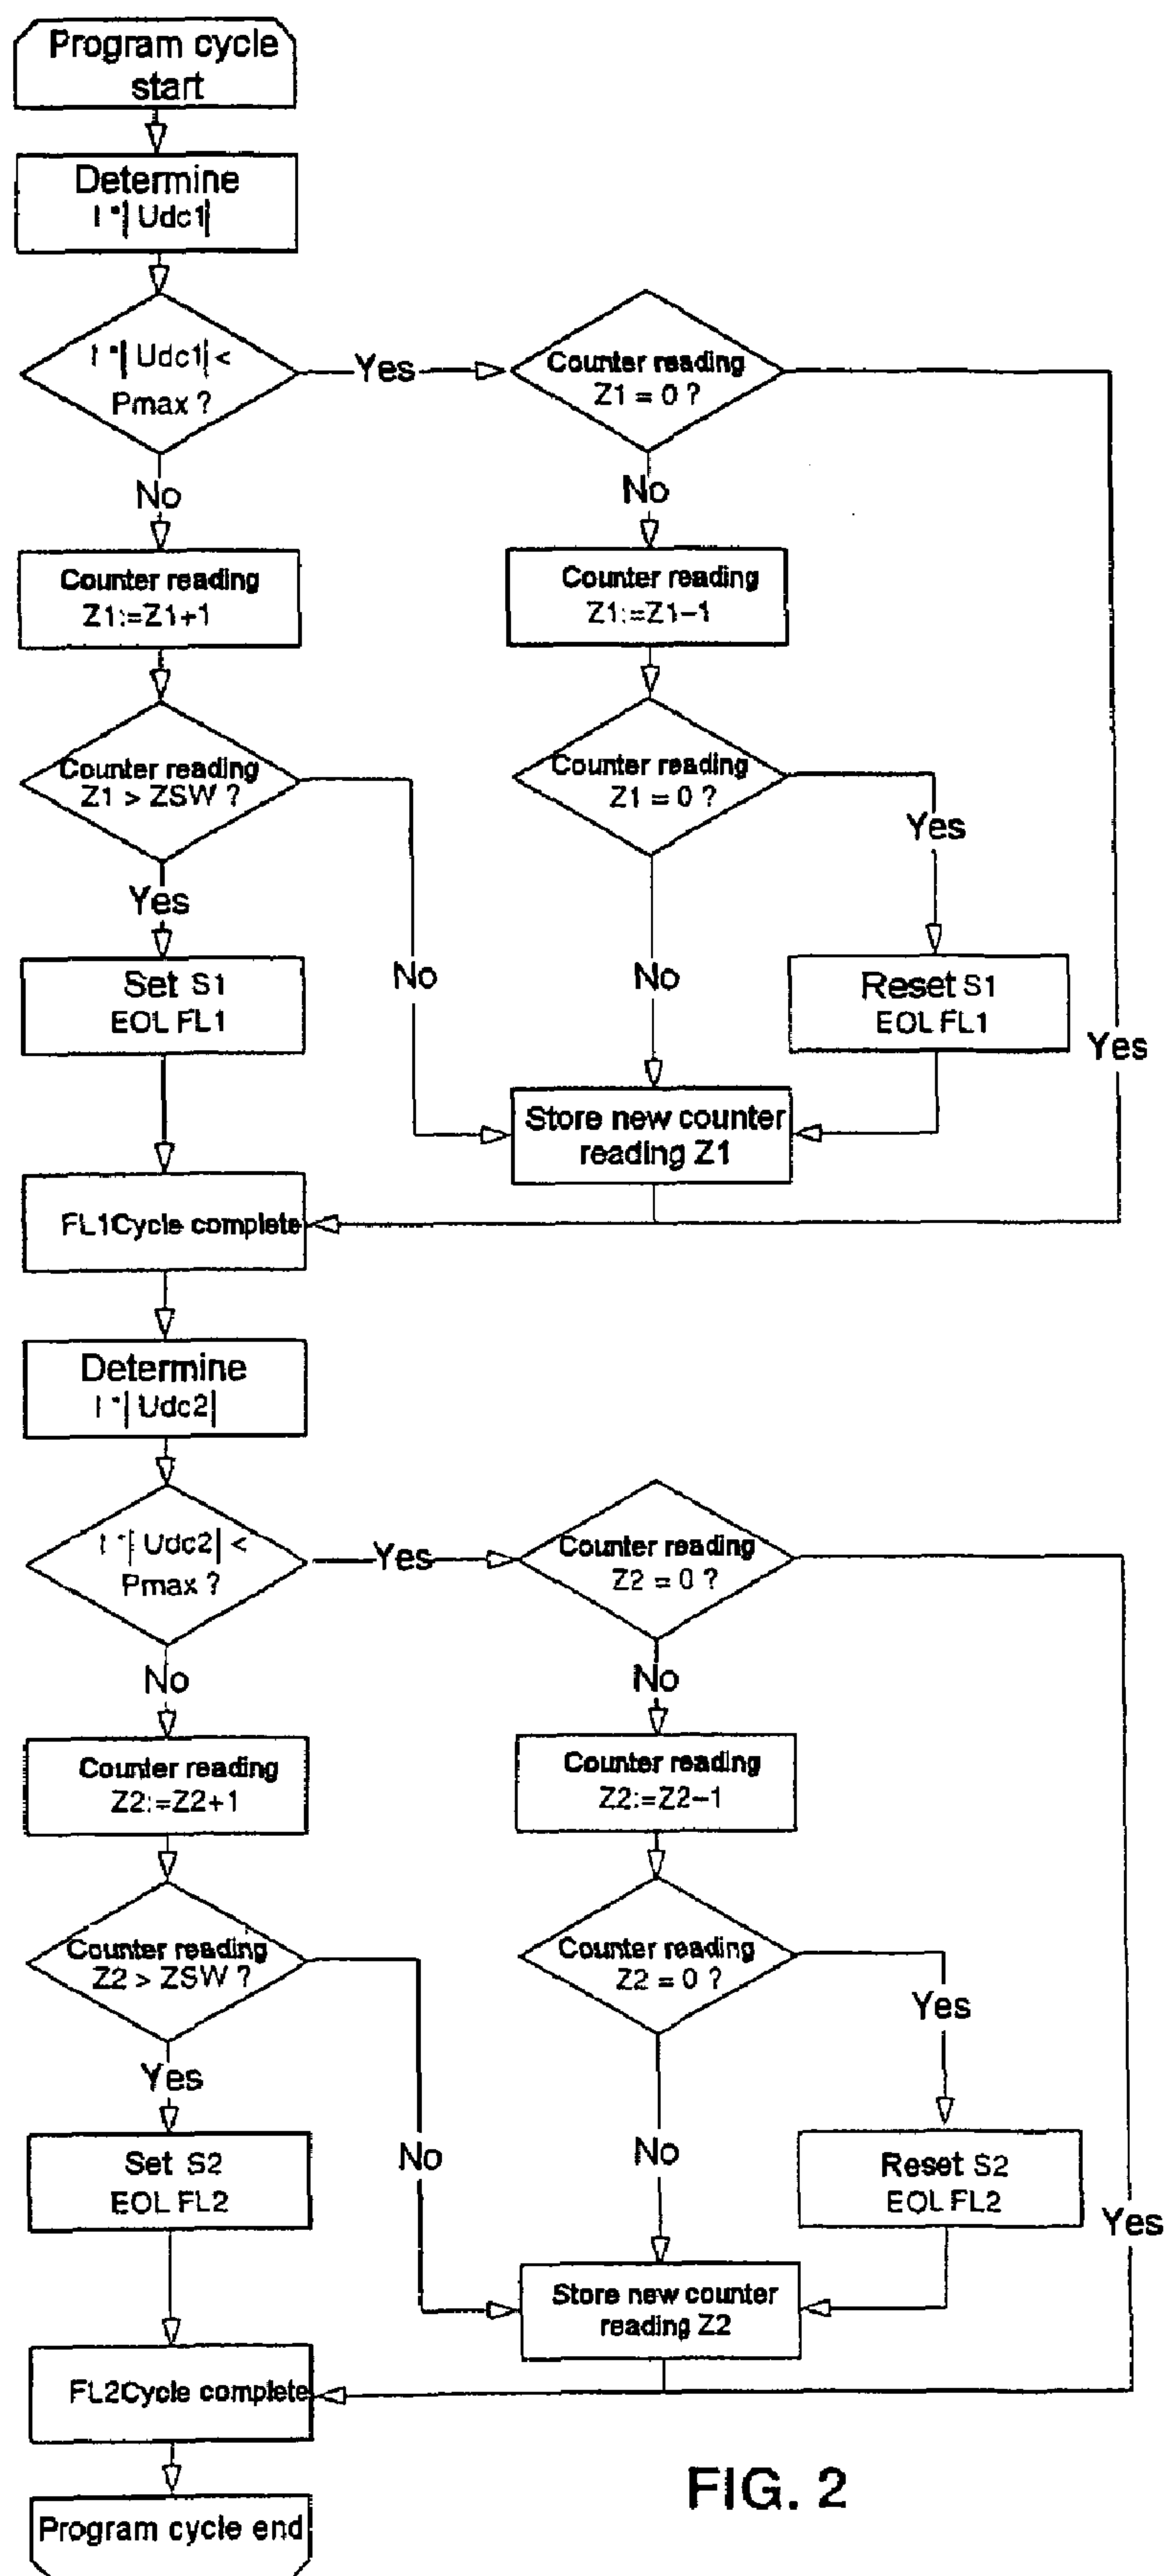 Program cycle
start
Determine
I *| Udc1|
I *| Udc1| <
Pmax ?
Yes
Counter reading
Z1 = 0 ?
No
No
Counter reading
Z1:=Z1+1
Counter reading
Z1:=Z1−1
Counter reading
Z1 > ZSW ?
Counter reading
Z1 = 0 ?
Yes
Yes
No
No
Set S1
EOL FL1
Reset S1
EOL FL1
Yes
Store new counter
reading Z1
FL1Cycle complete
Determine
I *| Udc2|
I *| Udc2| <
Pmax ?
Yes
Counter reading
Z2 = 0 ?
No
No
Counter reading
Z2:=Z2+1
Counter reading
Z2:=Z2−1
Counter reading
Z2 > ZSW ?
Counter reading
Z2 = 0 ?
Yes
Yes
No
No
Set S2
EOL FL2
Reset S2
EOL FL2
Yes
Store new counter
reading Z2
FL2Cycle complete
FIG. 2
Program cycle end